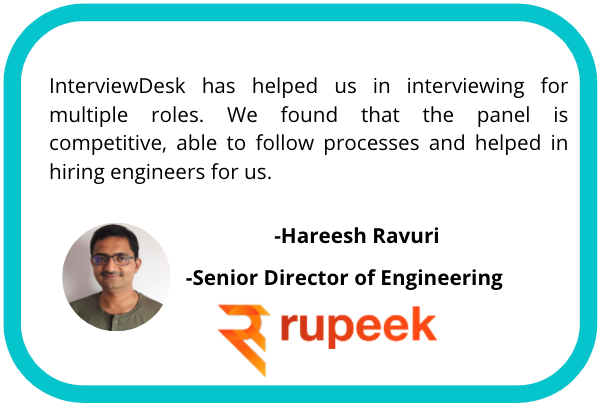 InterviewDesk has helped us in interviewing for
multiple roles. We found that the panel is
competitive, able to follow processes and helped in
hiring engineers for us.
-Hareesh Ravuri
-Senior Director of Engineering
rupeek